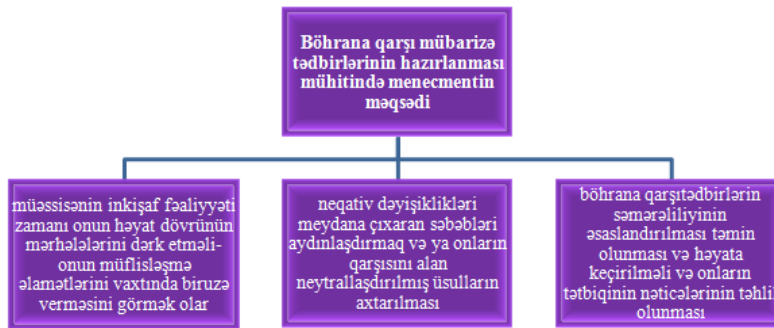 Böhrana qarşı mübarizə
tədbirlərinin hazırlanması
mühitində menecmentin
məqsədi
müəssisənin inkişaf fəaliyyəti
zamanı onun həyat dövrünün
mərhələlərini dərk etməli-
onun müflisləşmə
əlamətlərini vaxtında biruzə
verməsini görmək olar
neqativ dəyişiklikləri
meydana çıxaran səbəbləri
aydınlaşdırmaq və ya onların
qarşısını alan
neytrallaşdırılmış üsulların
axtarılması
böhrana qarşıtədbirlərin
səmərəliliyinin
əsaslandırılması təmin
olunması və həyata
keçirilməli və onların
tətbiqinin nəticələrinin təhlil
olunması